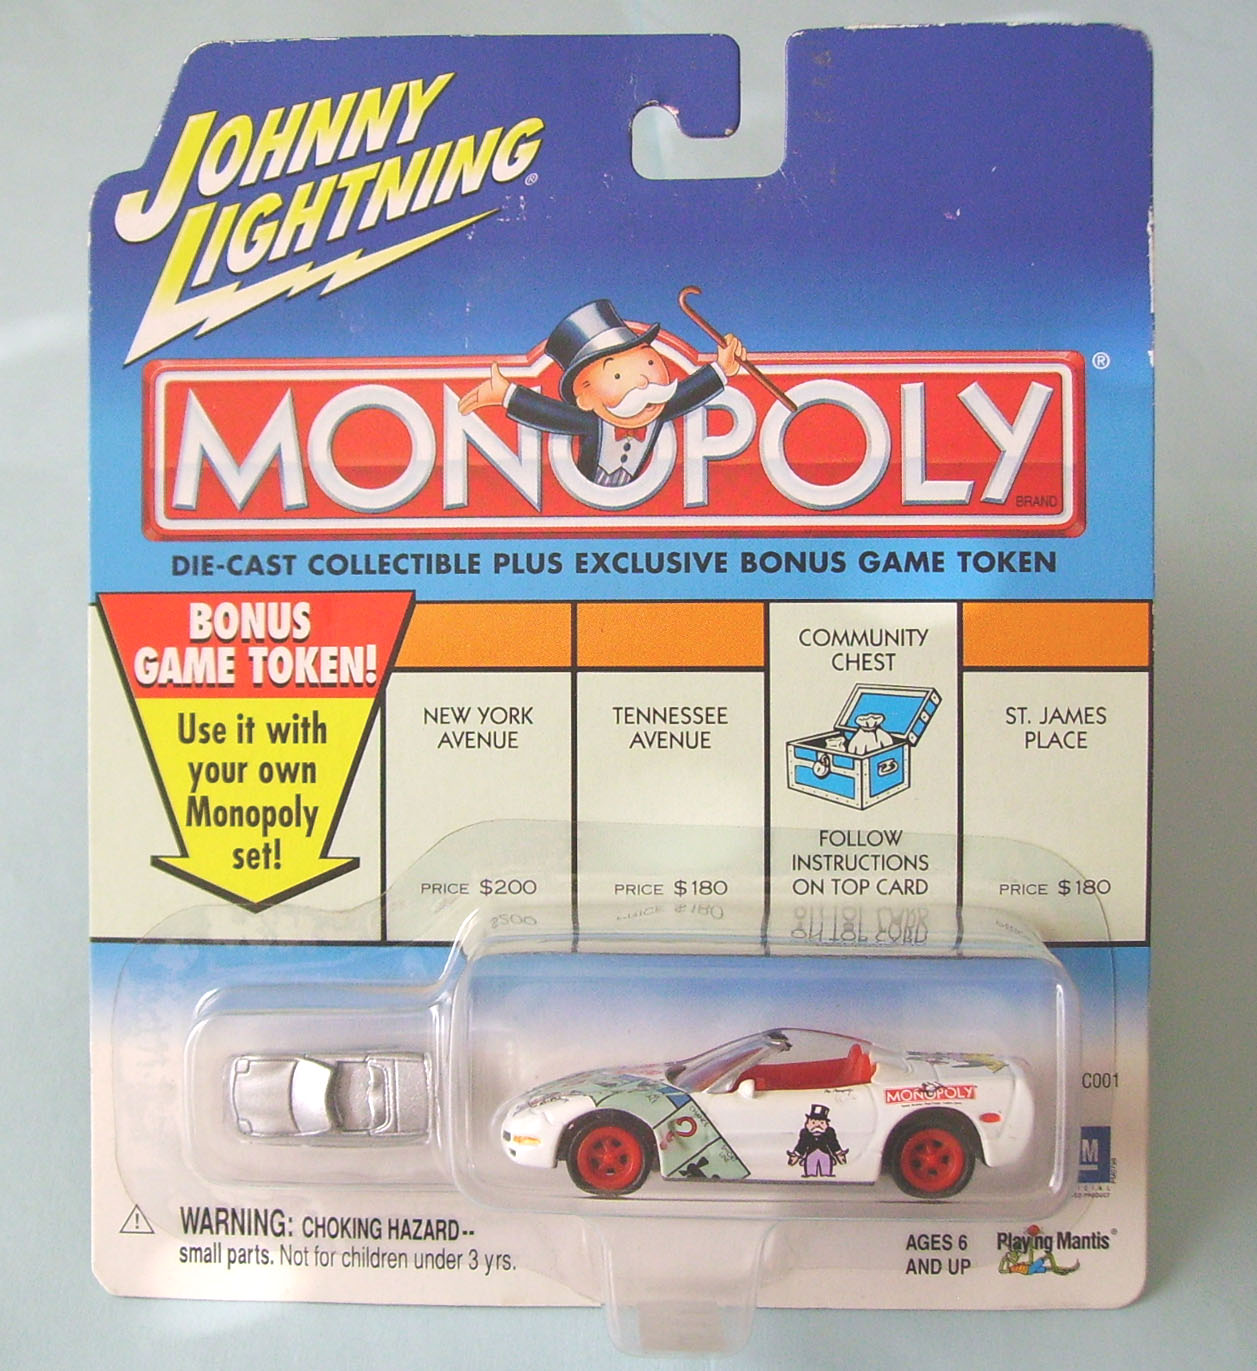 JOHNNY
LIGHTNING®
MONOPOLY ®
BRAND
DIE-CAST COLLECTIBLE PLUS EXCLUSIVE BONUS GAME TOKEN
BONUS
GAME TOKEN!
Use it with
your own
Monopoly
set!
NEW YORK
AVENUE
PRICE $200
TENNESSEE
AVENUE
PRICE $180
COMMUNITY
CHEST
FOLLOW
INSTRUCTIONS
ON TOP CARD
ST. JAMES
PLACE
PRICE $180
MONOPOLY
CHANCE
?
C001
WARNING: CHOKING HAZARD--
small parts. Not for children under 3 yrs.
AGES 6
AND UP
Playing Mantis®